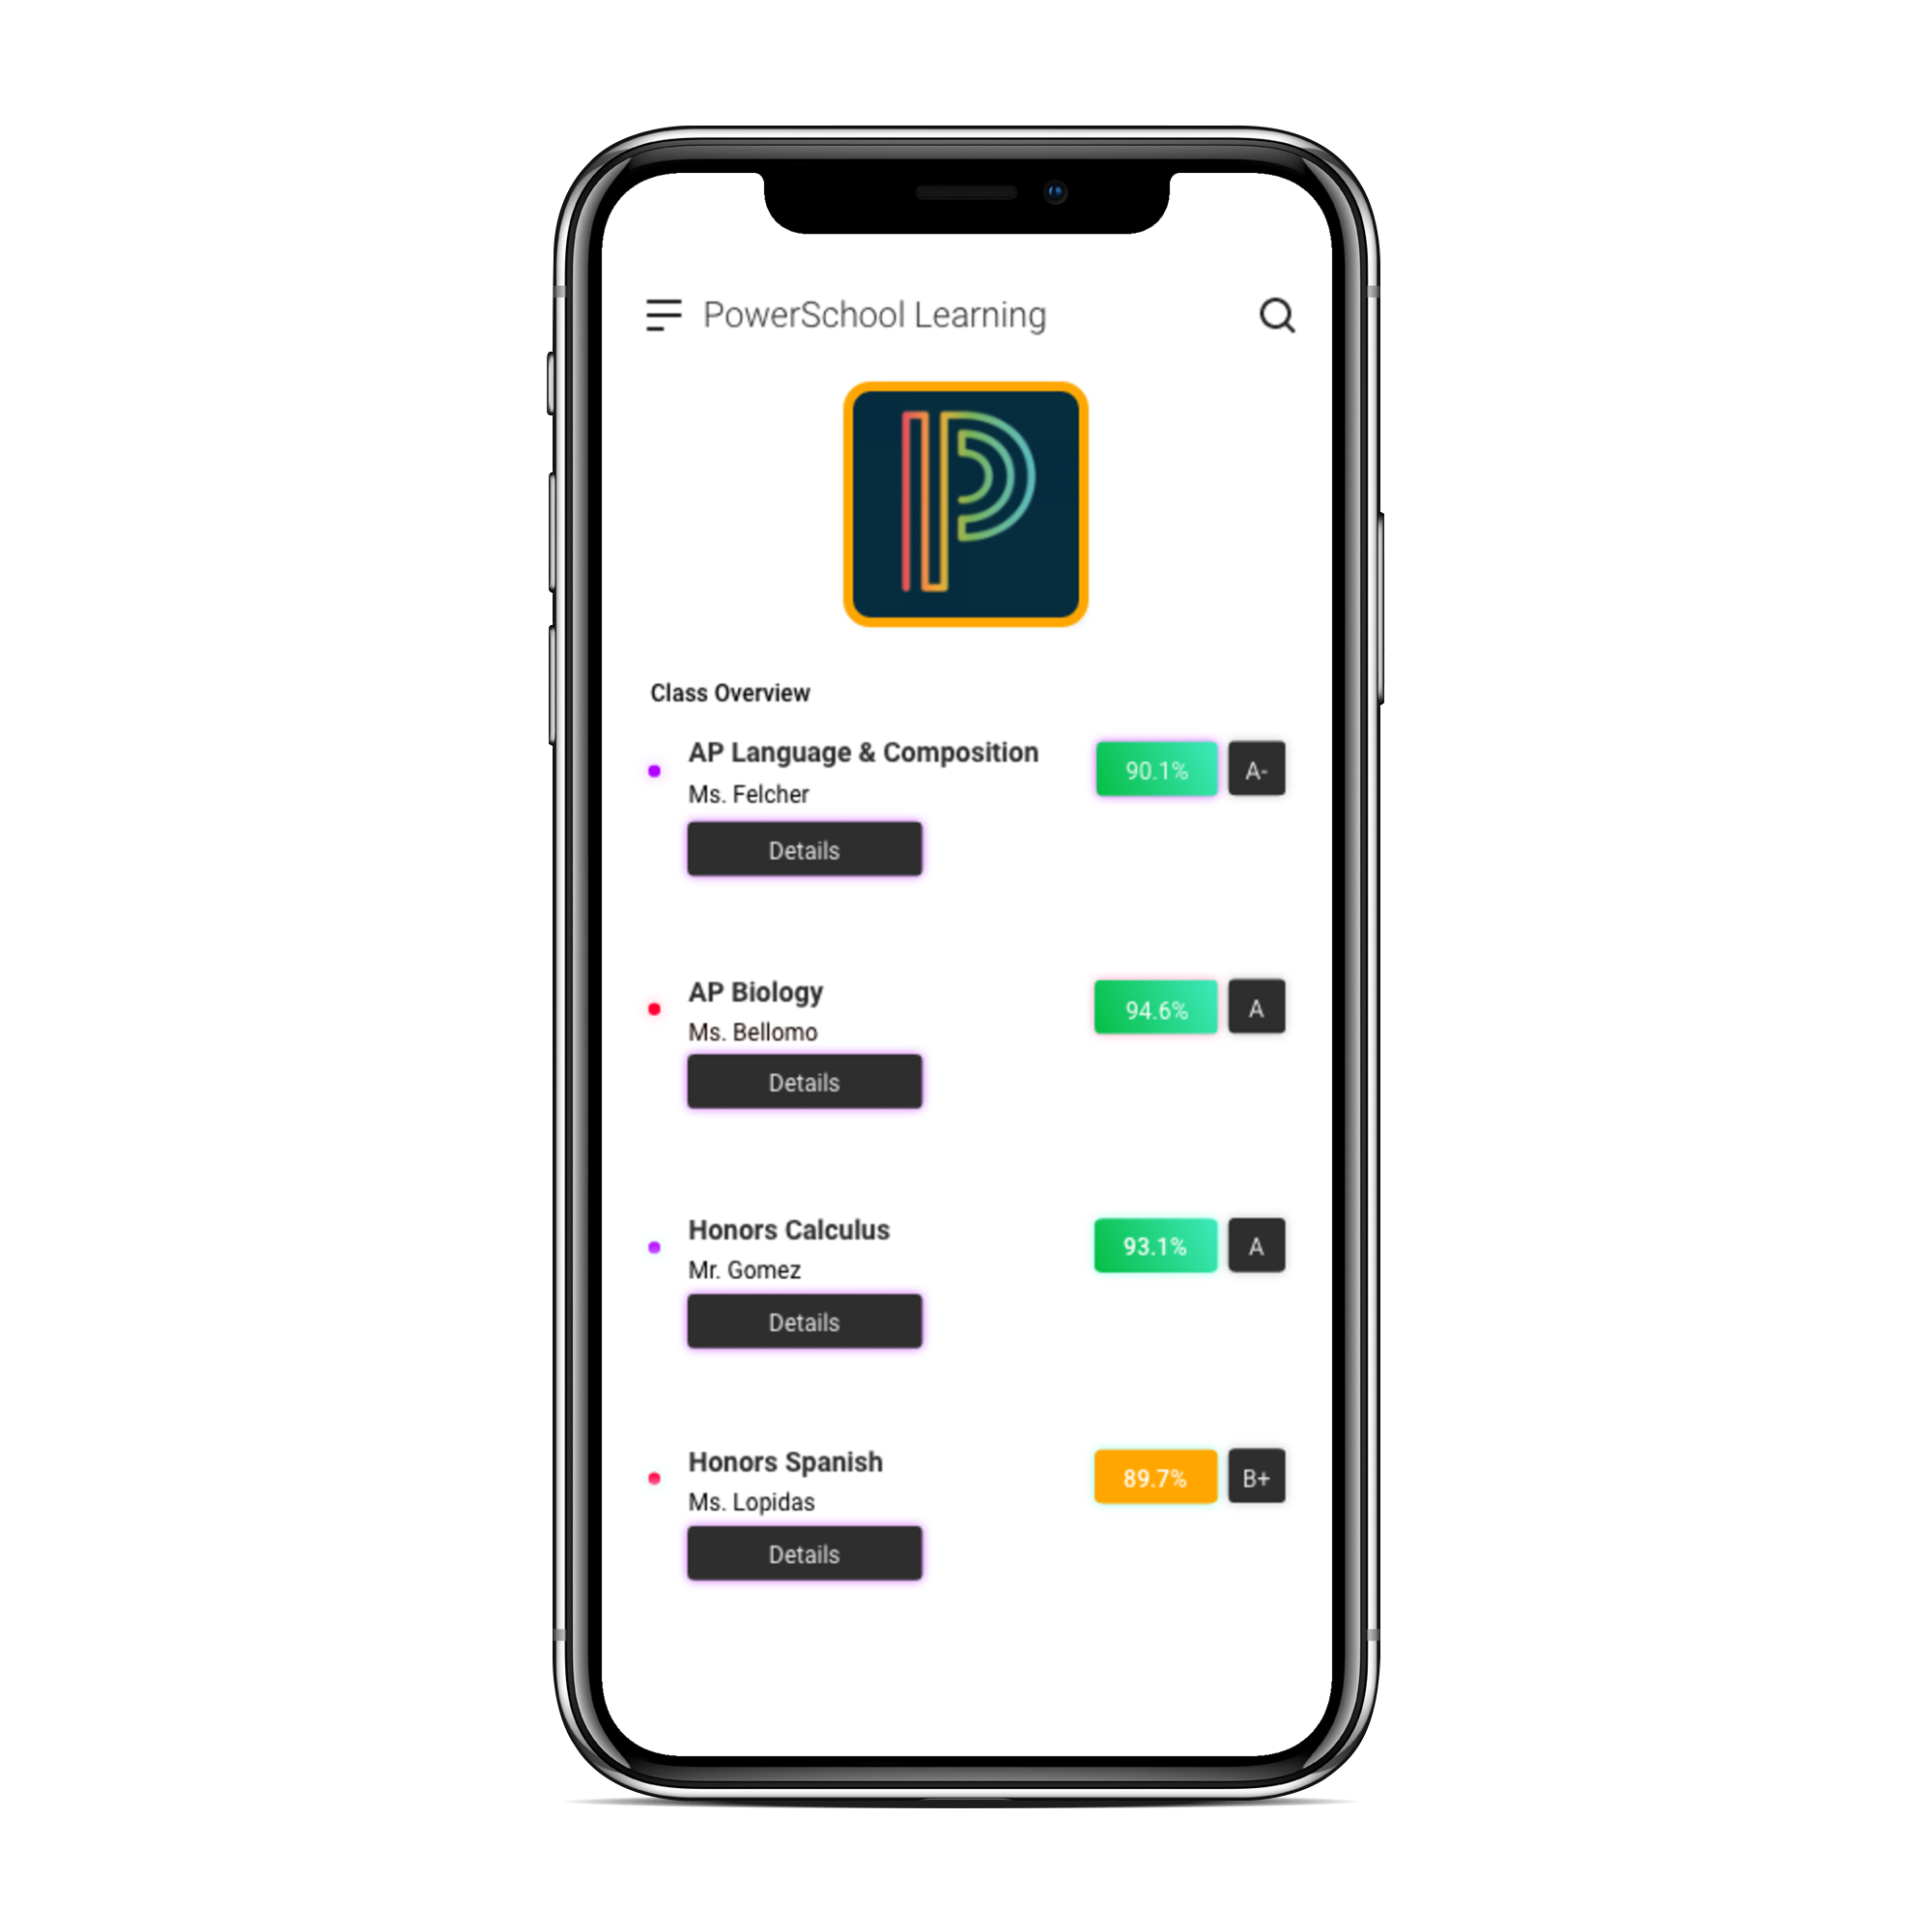 PowerSchool Learning
Class Overview
AP Language & Composition
90.1%
A-
Ms. Felcher
Details
AP Biology
94.6%
A
Ms. Bellomo
Details
Honors Calculus
93.1%
A
Mr. Gomez
Details
Honors Spanish
89.7%
B+
Ms. Lopidas
Details